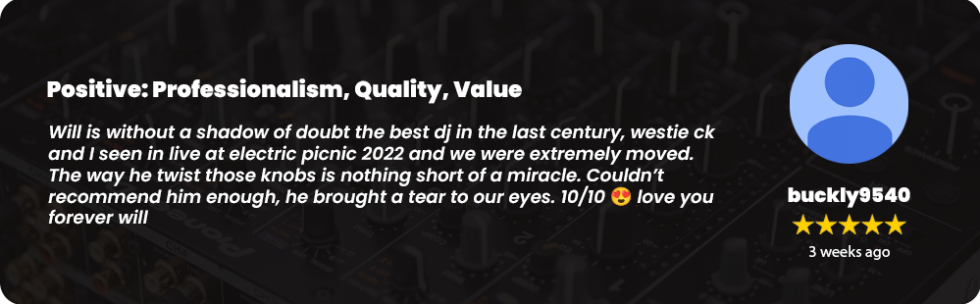 Positive: Professionalism, Quality, Value
Will is without a shadow of doubt the best dj in the last century, westie ck
and I seen in live at electric picnic 2022 and we were extremely moved.
The way he twist those knobs is nothing short of a miracle. Couldn't
recommend him enough, he brought a tear to our eyes. 10/10 😍 love you
forever will
buckly9540
3 weeks ago